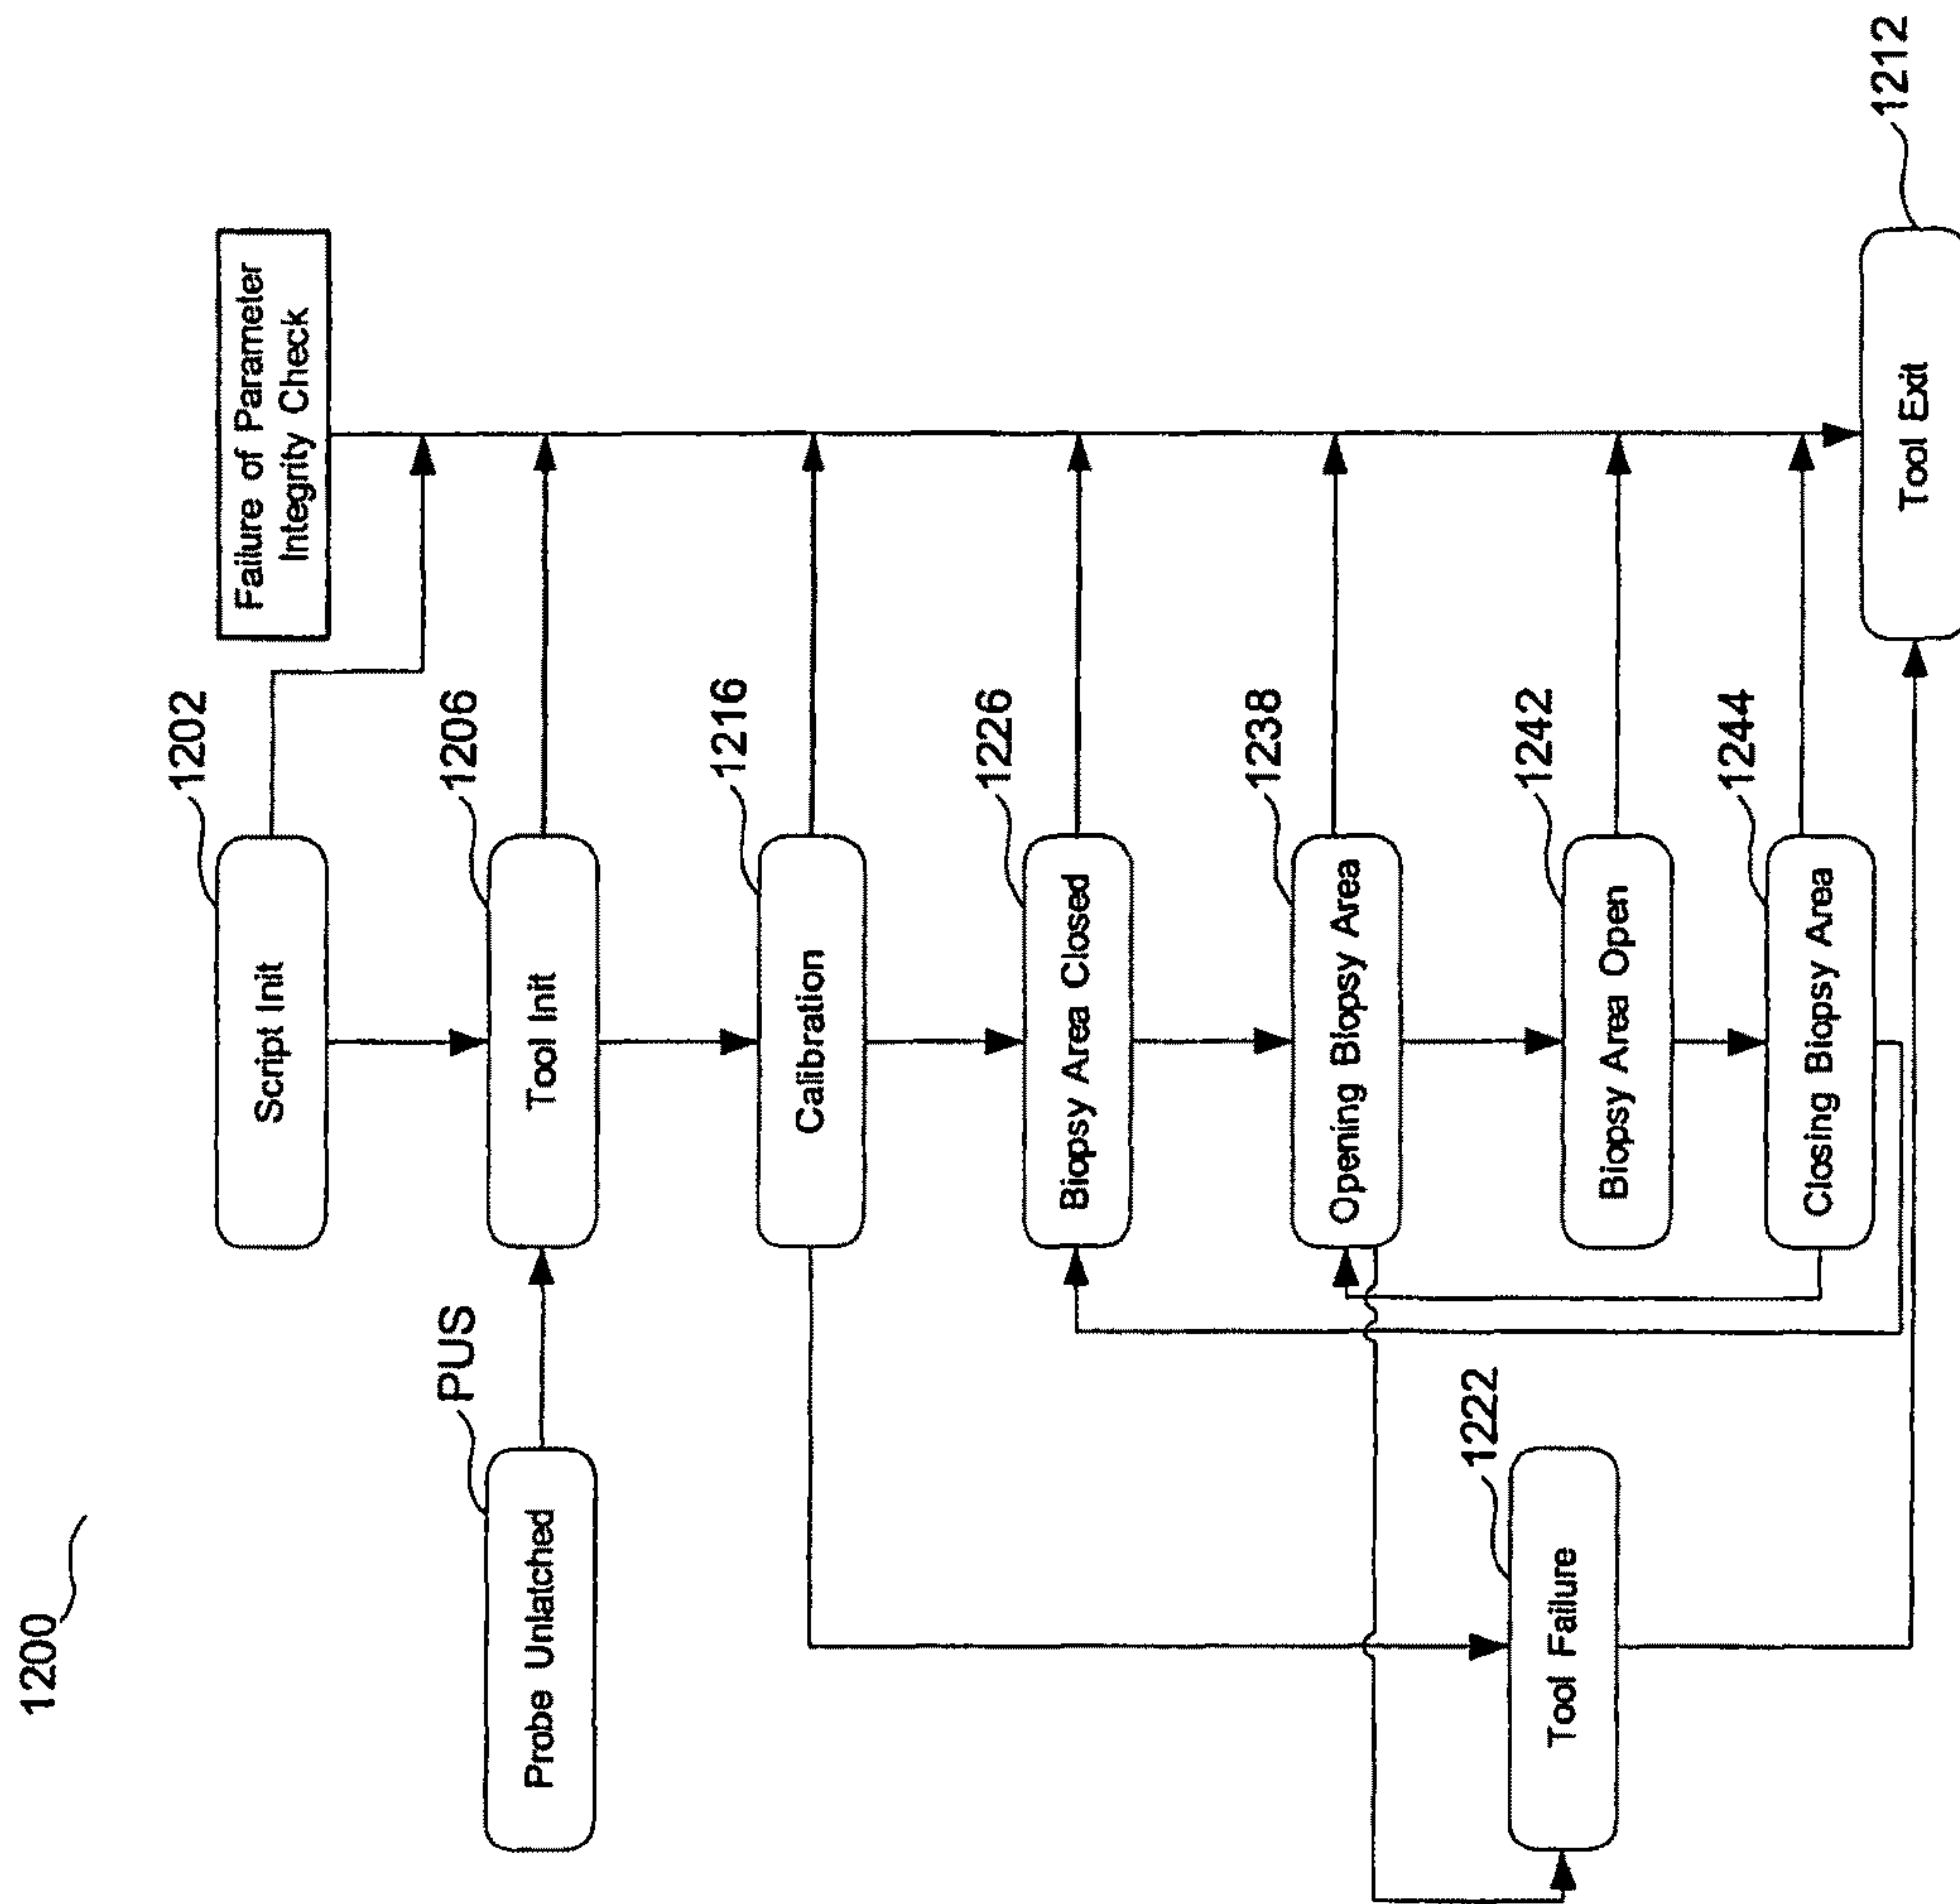 1200
Failure of Parameter
Integrity Check
1202
Script Init
PUS
Probe Unlatched
1206
Tool Init
1216
Calibration
1226
Biopsy Area Closed
1238
Opening Biopsy Area
1222
Tool Failure
1242
Biopsy Area Open
1244
Closing Biopsy Area
1212
Tool Exit